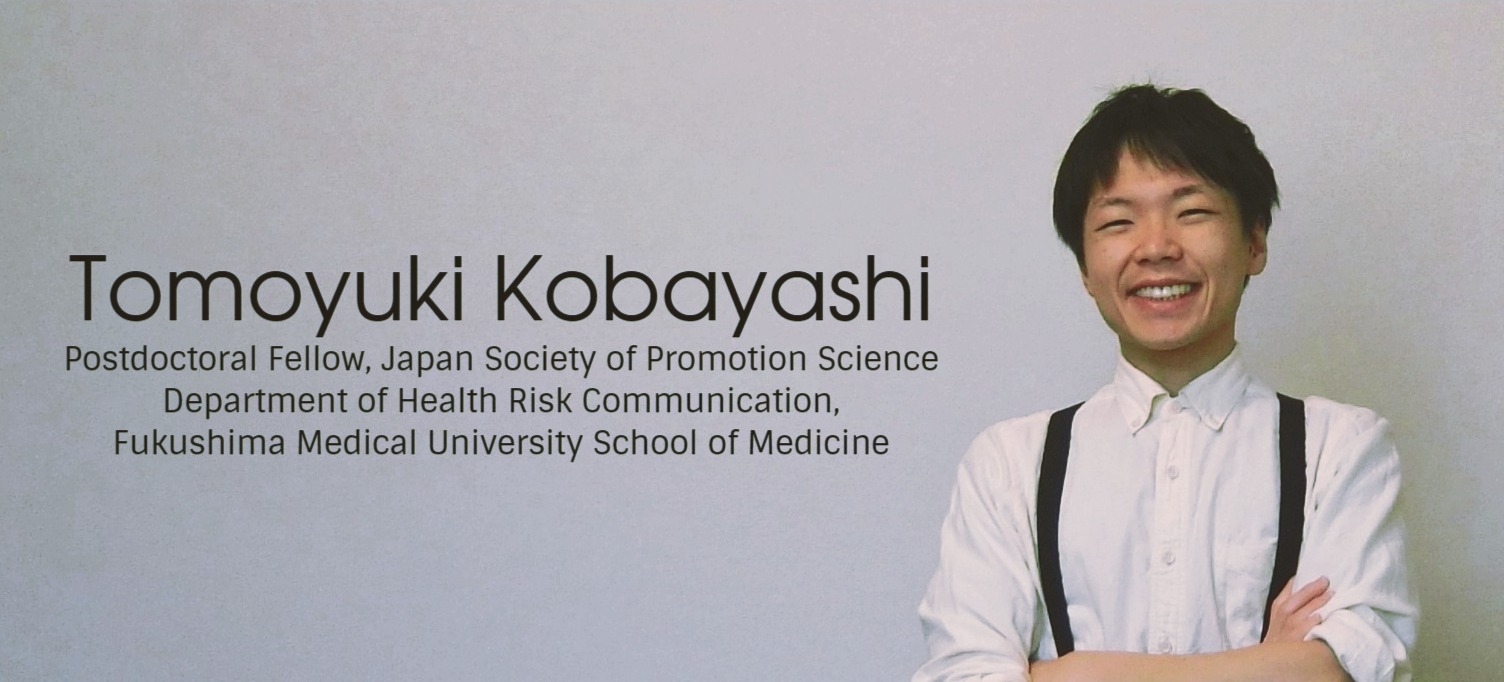 Tomoyuki Kobayashi
Postdoctoral Fellow, Japan Society of Promotion Science
Department of Health Risk Communication,
Fukushima Medical University School of Medicine